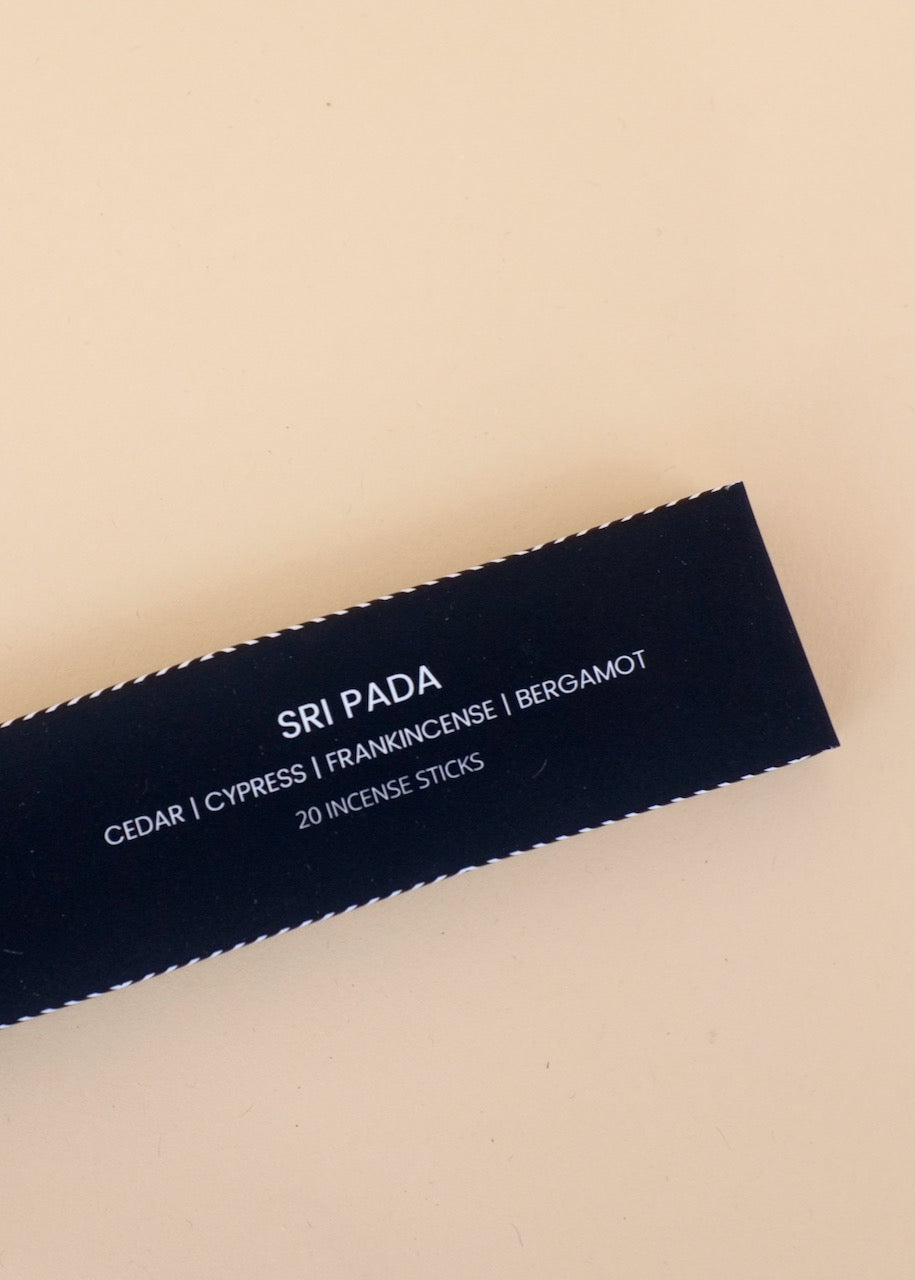 SRI PADA
CEDAR | CYPRESS | FRANKINCENSE | BERGAMOT
20 INCENSE STICKS